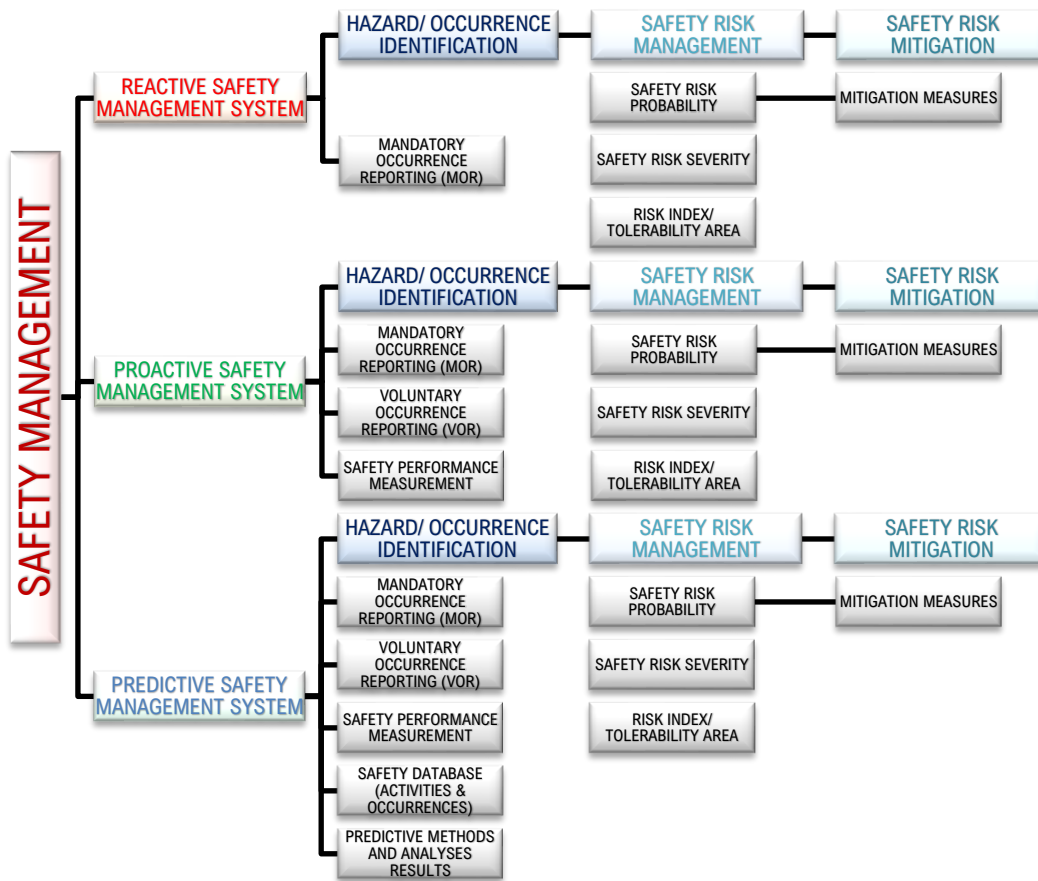 SAFETY MANAGEMENT
REACTIVE SAFETY
MANAGEMENT SYSTEM
HAZARD/ OCCURRENCE
IDENTIFICATION
SAFETY RISK
MANAGEMENT
SAFETY RISK
MITIGATION
SAFETY RISK
PROBABILITY
MITIGATION MEASURES
MANDATORY
OCCURRENCE
REPORTING (MOR)
SAFETY RISK SEVERITY
RISK INDEX/
TOLERABILITY AREA
PROACTIVE SAFETY
MANAGEMENT SYSTEM
HAZARD/ OCCURRENCE
IDENTIFICATION
SAFETY RISK
MANAGEMENT
SAFETY RISK
MITIGATION
MANDATORY
OCCURRENCE
REPORTING (MOR)
SAFETY RISK
PROBABILITY
MITIGATION MEASURES
VOLUNTARY
OCCURRENCE
REPORTING (VOR)
SAFETY RISK SEVERITY
SAFETY PERFORMANCE
MEASUREMENT
RISK INDEX/
TOLERABILITY AREA
PREDICTIVE SAFETY
MANAGEMENT SYSTEM
HAZARD/ OCCURRENCE
IDENTIFICATION
SAFETY RISK
MANAGEMENT
SAFETY RISK
MITIGATION
MANDATORY
OCCURRENCE
REPORTING (MOR)
SAFETY RISK
PROBABILITY
MITIGATION MEASURES
VOLUNTARY
OCCURRENCE
REPORTING (VOR)
SAFETY RISK SEVERITY
SAFETY PERFORMANCE
MEASUREMENT
RISK INDEX/
TOLERABILITY AREA
SAFETY DATABASE
(ACTIVITIES &
OCCURRENCES)
PREDICTIVE METHODS
AND ANALYSES
RESULTS